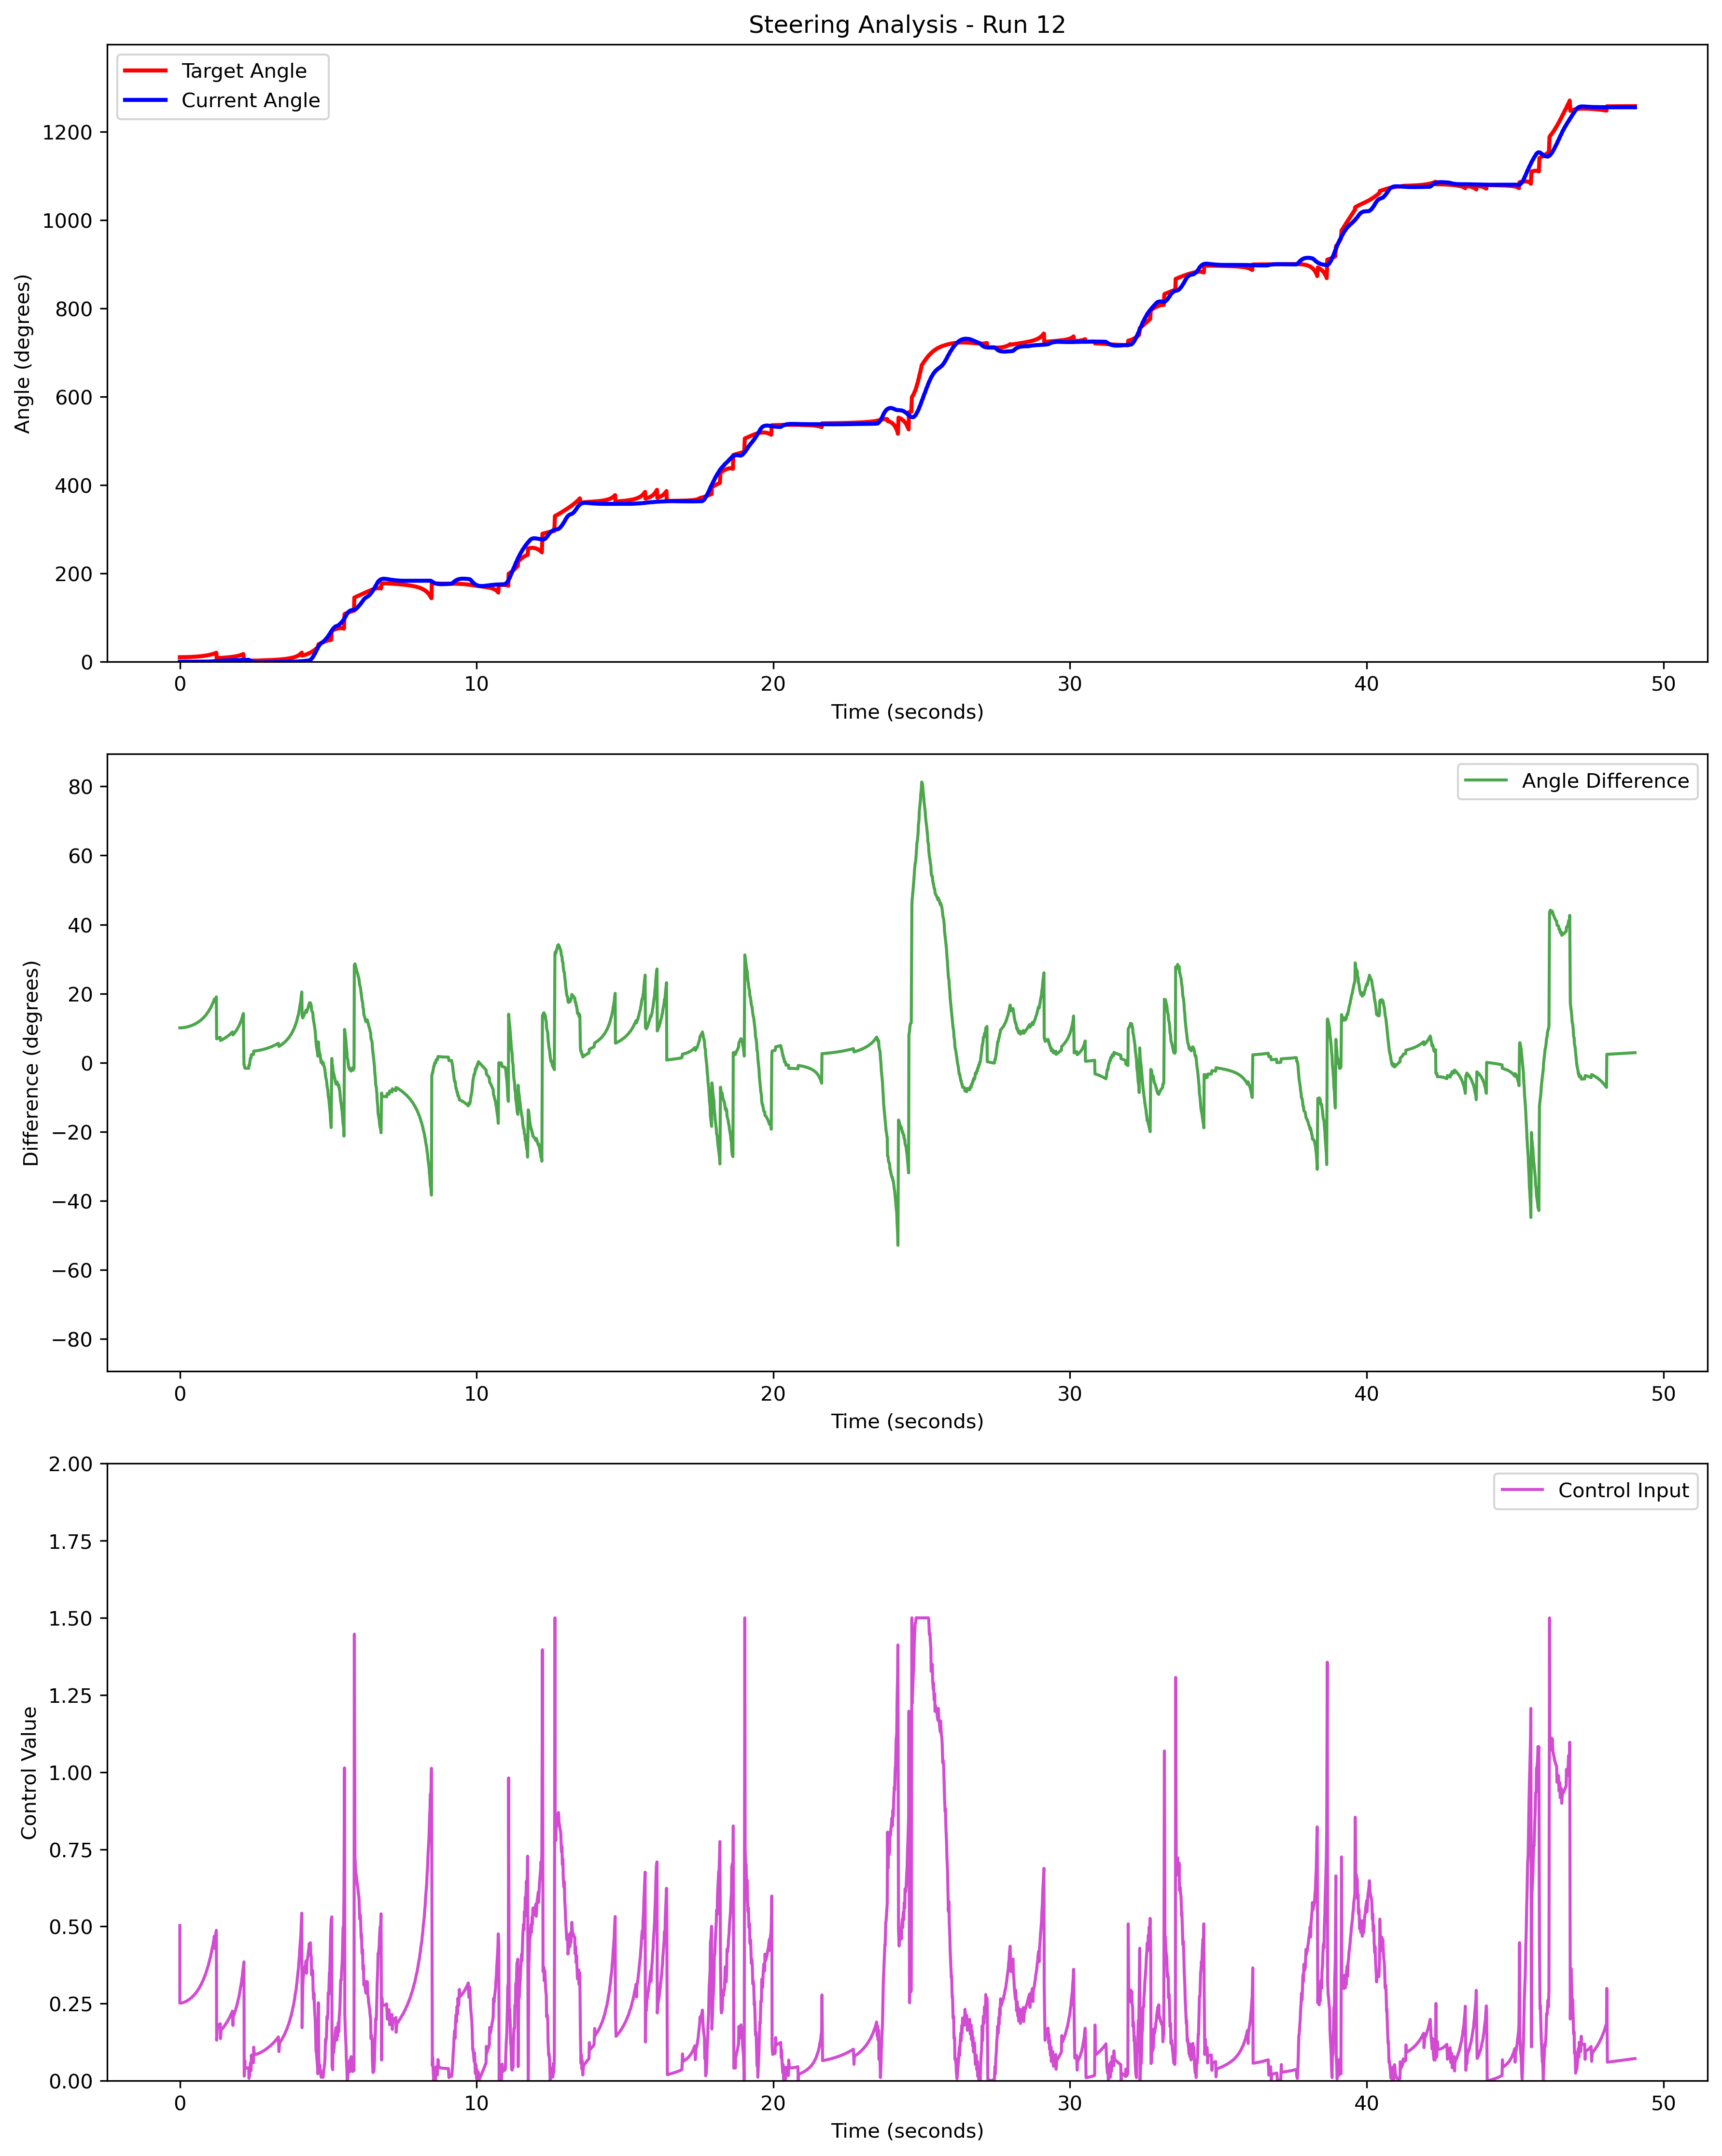 Steering Analysis - Run 12
Target Angle
Current Angle
Angle (degrees)
1200
1000
800
600
400
200
0
0 10 20 30 40 50
Time (seconds)
Angle Difference
Difference (degrees)
80
60
40
20
0
−20
−40
−60
−80
0 10 20 30 40 50
Time (seconds)
Control Input
Control Value
2.00
1.75
1.50
1.25
1.00
0.75
0.50
0.25
0.00
0 10 20 30 40 50
Time (seconds)